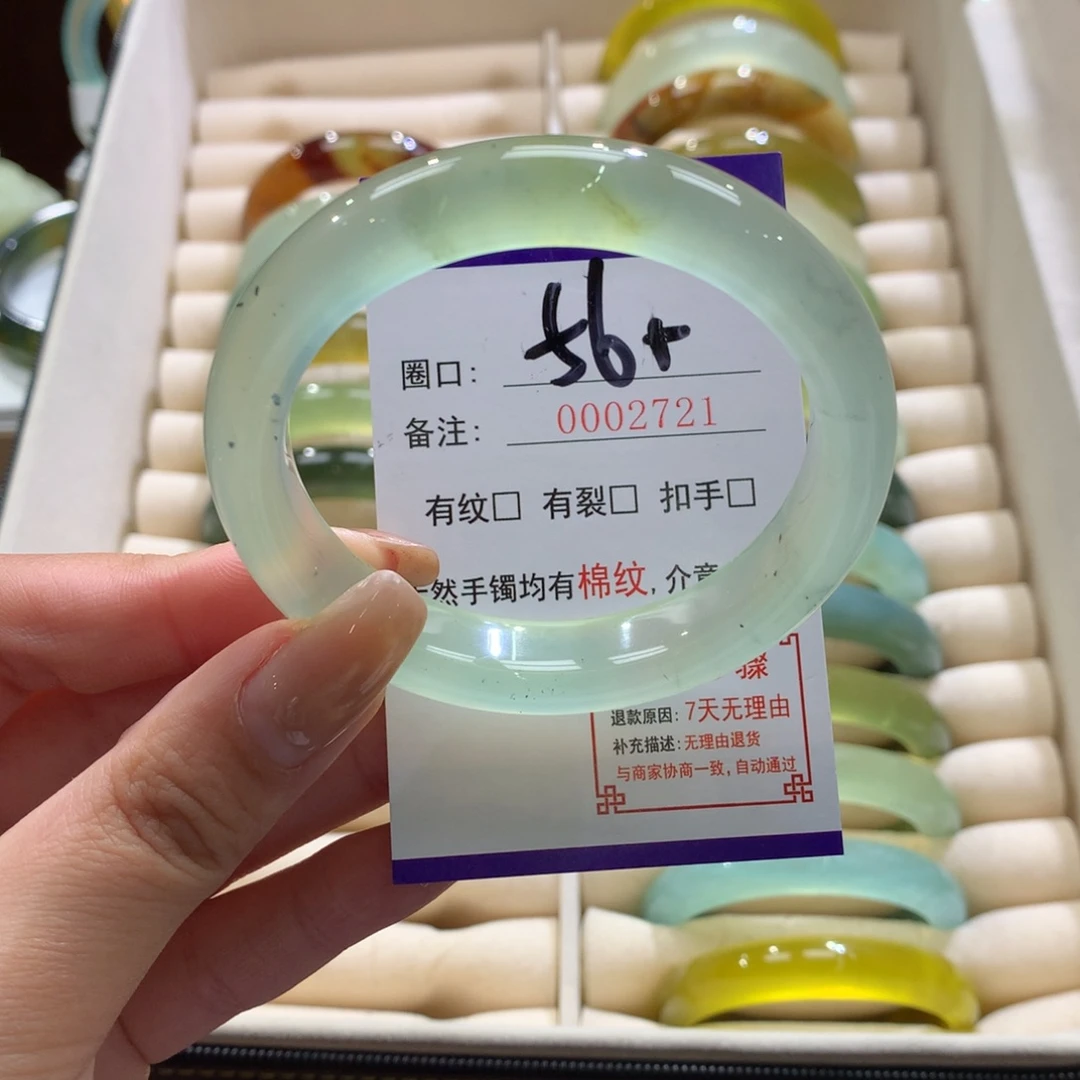 圈口: 56+
备注: 0002721
有纹□ 有裂□ 扣手□
然手镯均有棉纹, 介意
骤
退款原因: 7天无理由
补充描述: 无理由退货
与商家协商一致, 自动通过